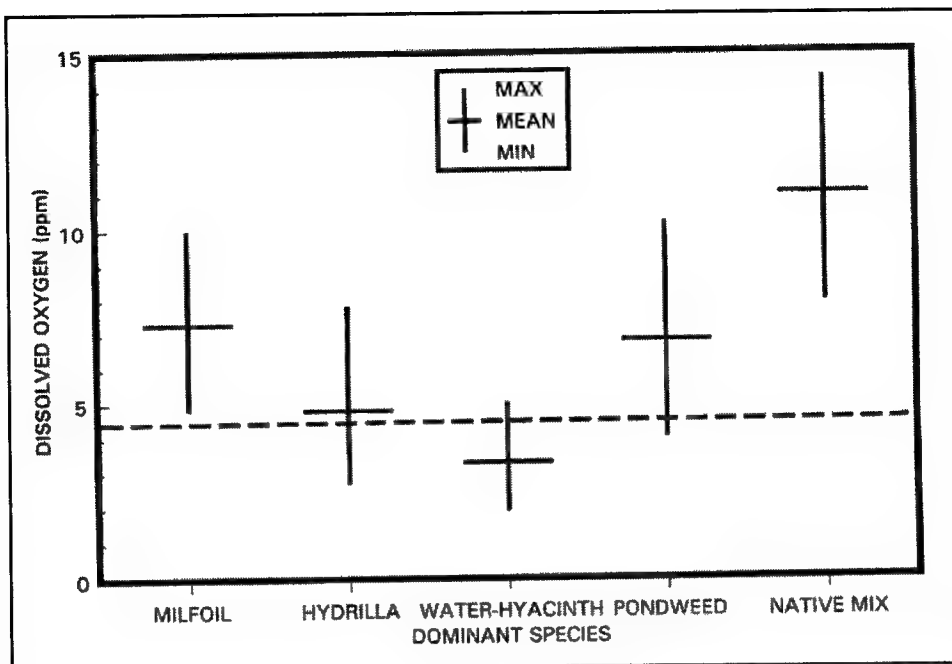 15
10
5
0
DISSOLVED OXYGEN (ppm)
MAX
MEAN
MIN
MILFOIL HYDRILLA WATER-HYACINTH PONDWEED NATIVE MIX
DOMINANT SPECIES